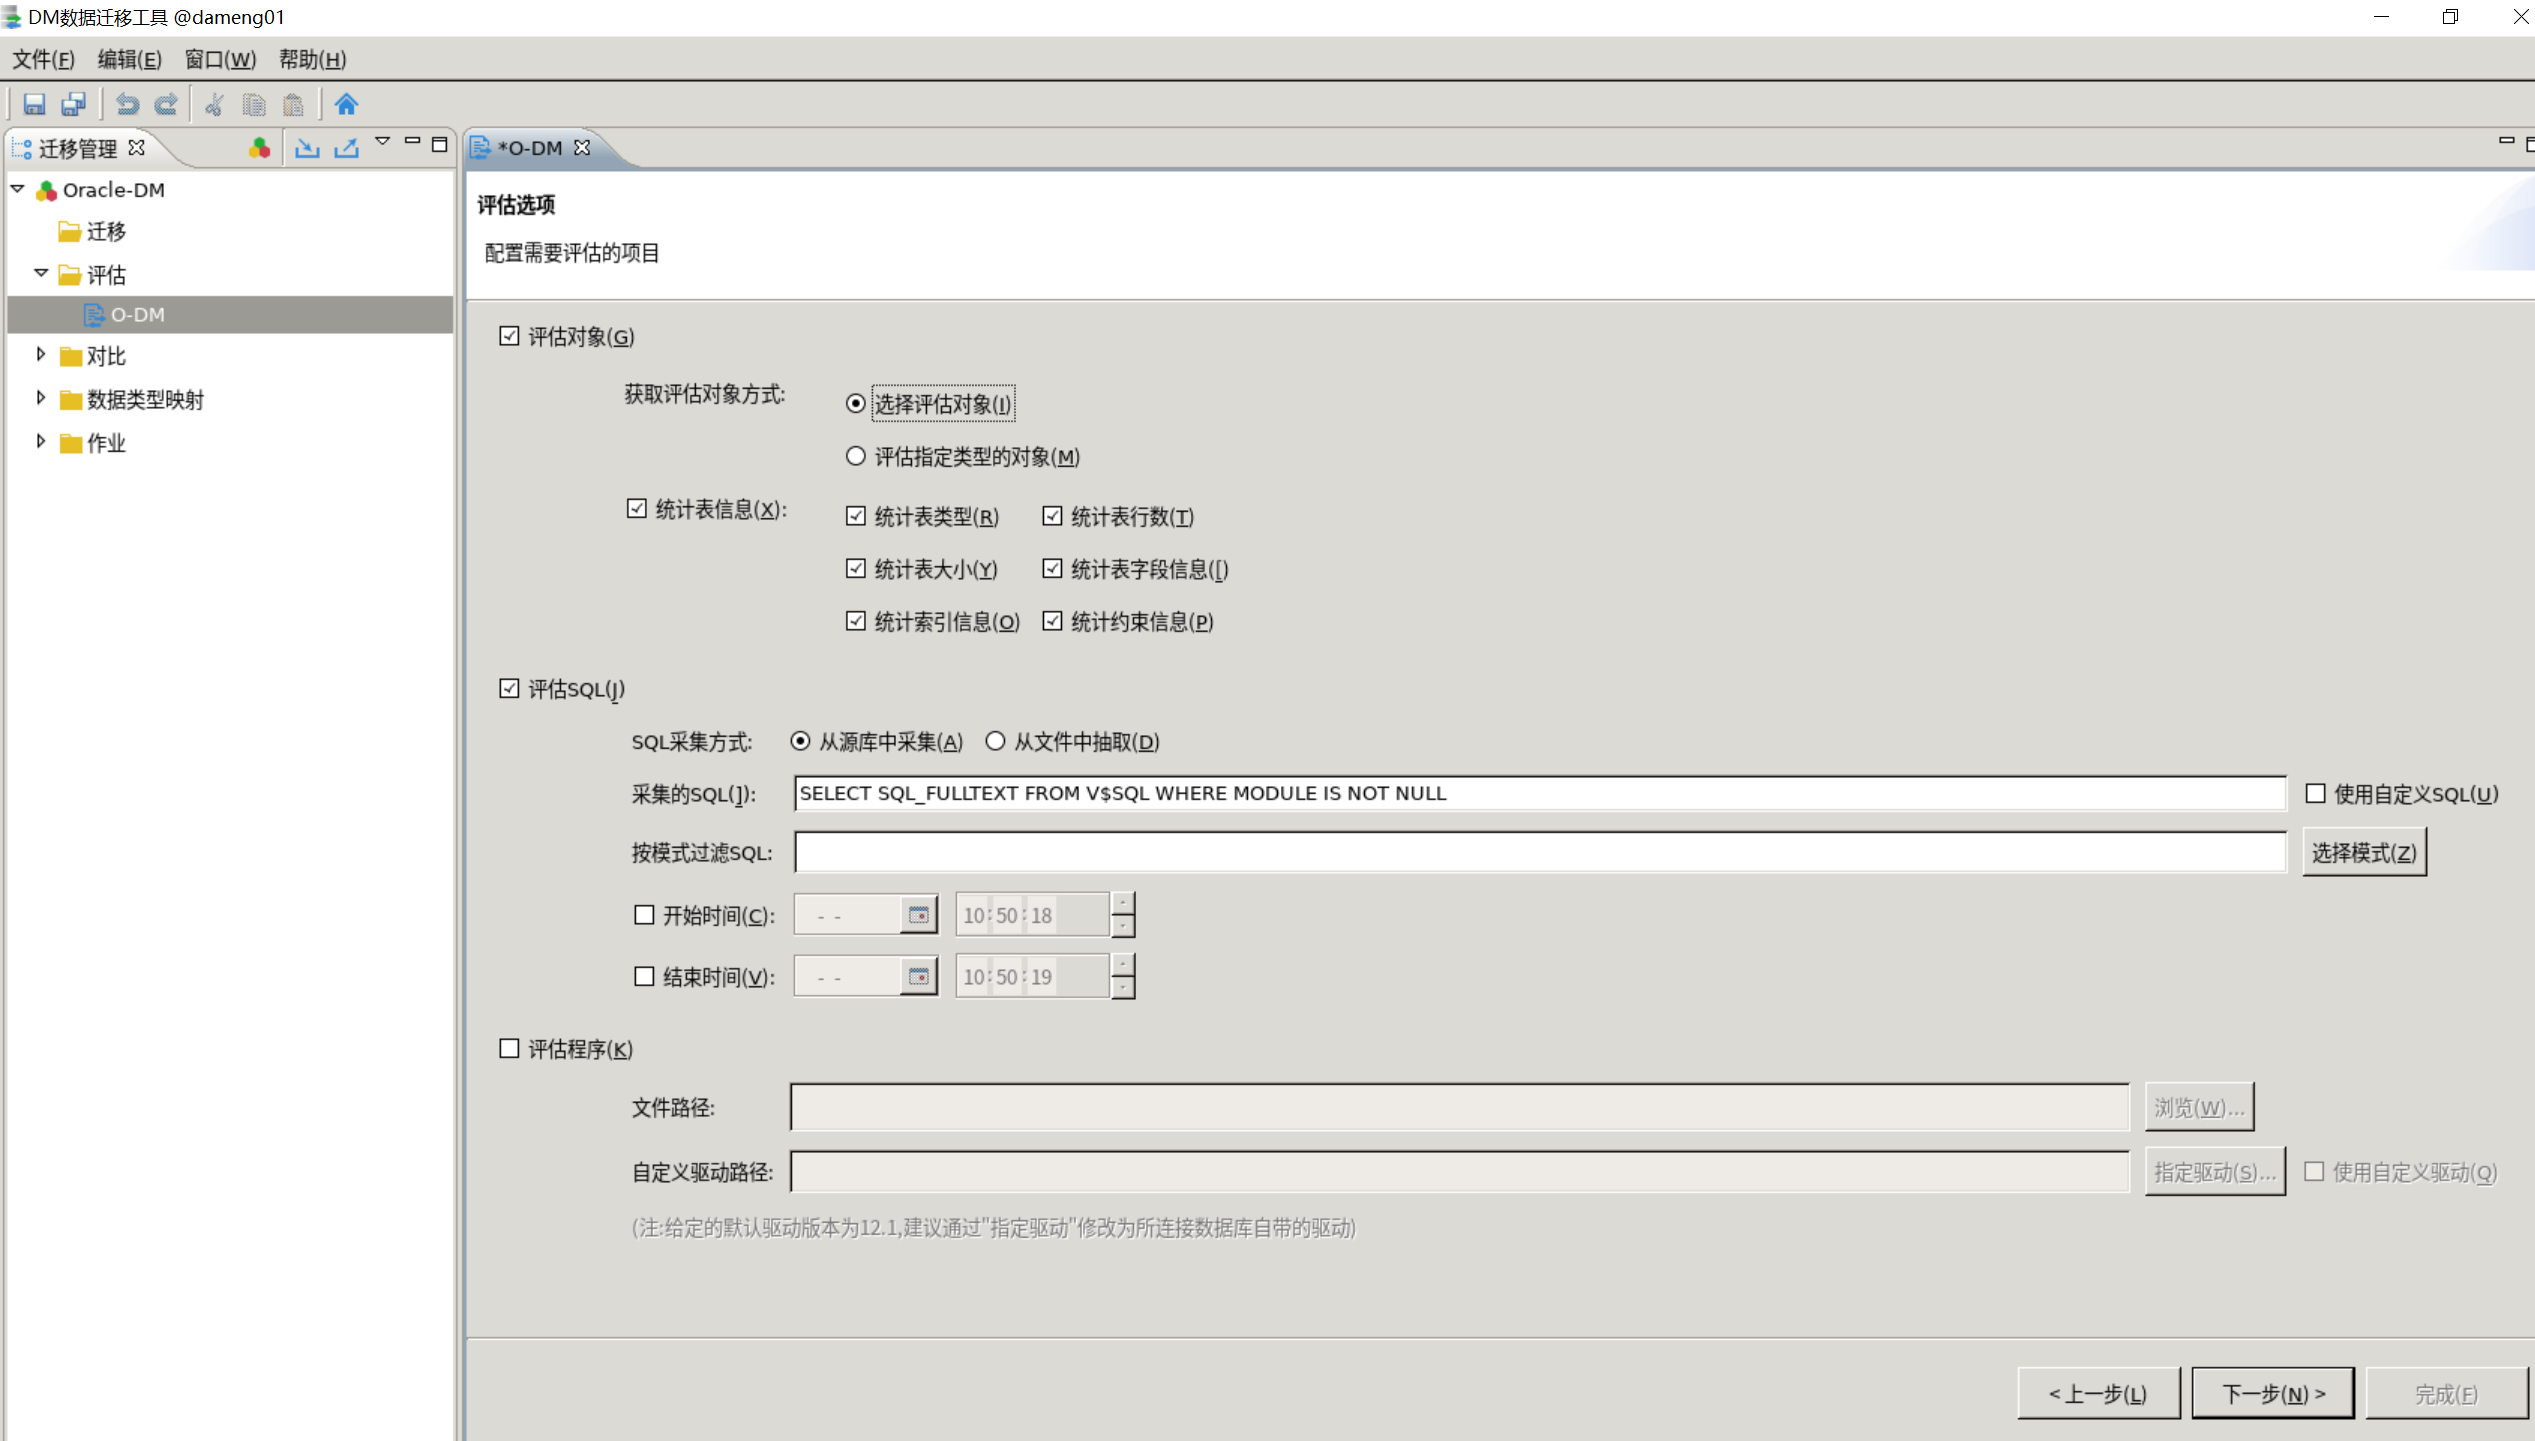 DM数据迁移工具 @dameng01
文件(F) 编辑(E) 窗口(W) 帮助(H)
迁移管理
*O-DM
Oracle-DM
迁移
评估
O-DM
对比
数据类型映射
作业
评估选项
配置需要评估的项目
评估对象(G)
获取评估对象方式:
选择评估对象(I)
评估指定类型的对象(M)
统计表信息(X):
统计表类型(R) 统计表行数(T)
统计表大小(Y) 统计表字段信息([)
统计索引信息(O) 统计约束信息(P)
评估SQL(J)
SQL采集方式: 从源库中采集(A) 从文件中抽取(D)
采集的SQL(]): SELECT SQL_FULLTEXT FROM V$SQL WHERE MODULE IS NOT NULL 使用自定义SQL(U)
按模式过滤SQL: 选择模式(Z)
开始时间(C): - - 10:50:18
结束时间(V): - - 10:50:19
评估程序(K)
文件路径: 浏览(W)...
自定义驱动路径: 指定驱动(S)... 使用自定义驱动(Q)
(注:给定的默认驱动版本为12.1,建议通过"指定驱动"修改为所连接数据库自带的驱动)
< 上一步(L) 下一步(N) > 完成(F)